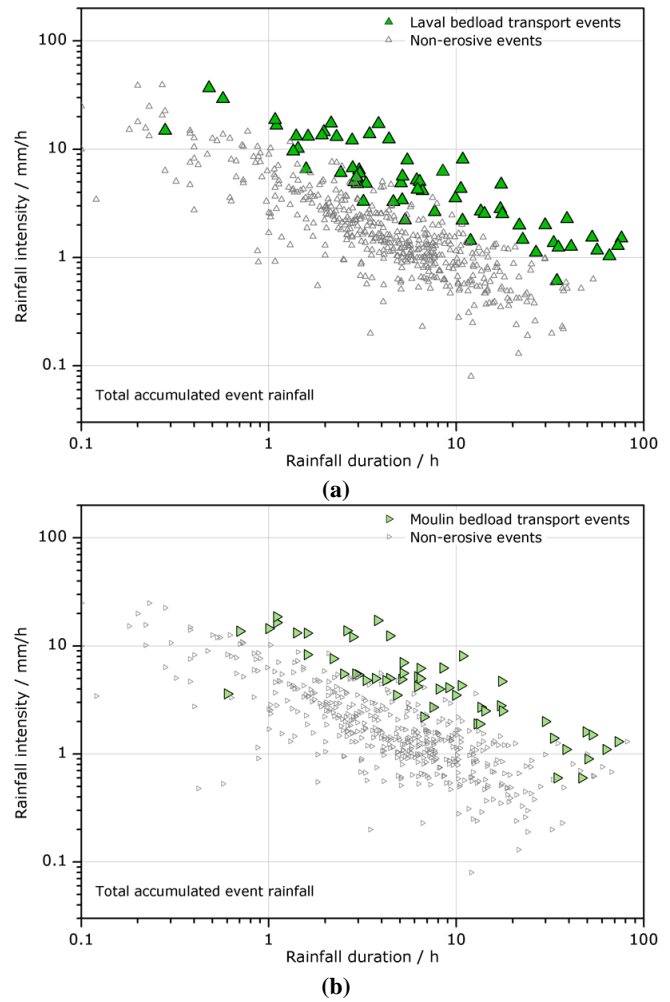 100
10
1
0.1
Rainfall intensity / mm/h
Laval bedload transport events
Non-erosive events
Total accumulated event rainfall
0.1 1 10 100
Rainfall duration / h
(a)
100
10
1
0.1
Rainfall intensity / mm/h
Moulin bedload transport events
Non-erosive events
Total accumulated event rainfall
0.1 1 10 100
Rainfall duration / h
(b)